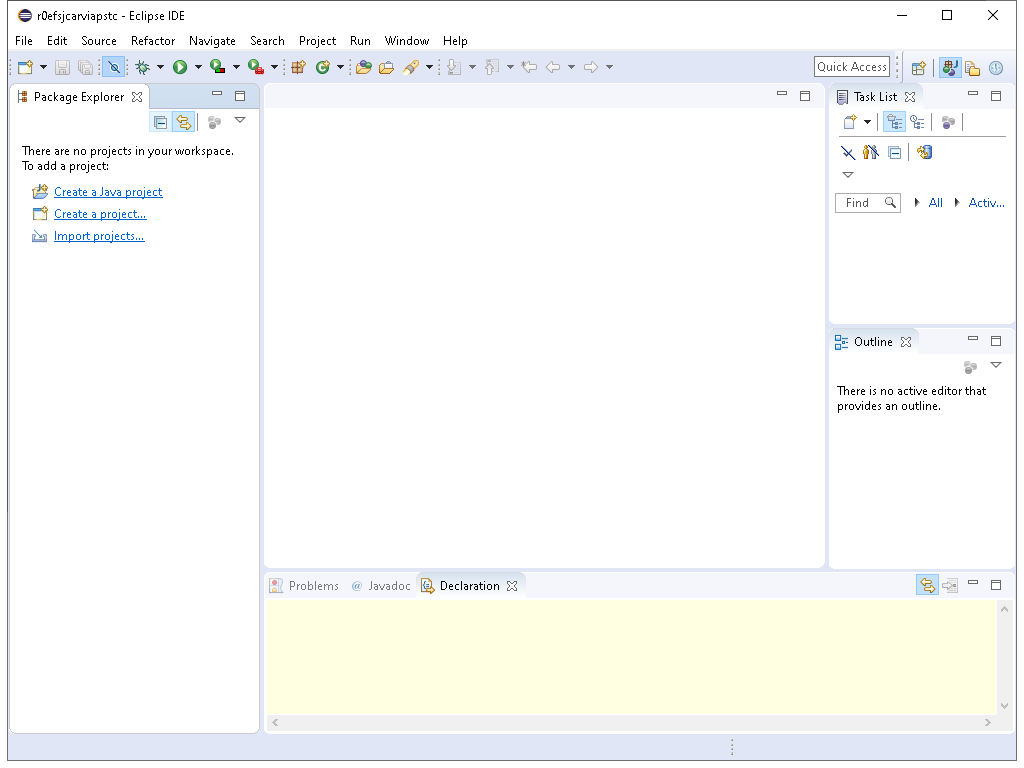 r0efsjcarviapstc - Eclipse IDE
File Edit Source Refactor Navigate Search Project Run Window Help
Quick Access
Package Explorer
There are no projects in your workspace.
To add a project:
Create a Java project
Create a project...
Import projects...
Task List
Find All Activ...
Outline
There is no active editor that
provides an outline.
Problems @ Javadoc Declaration